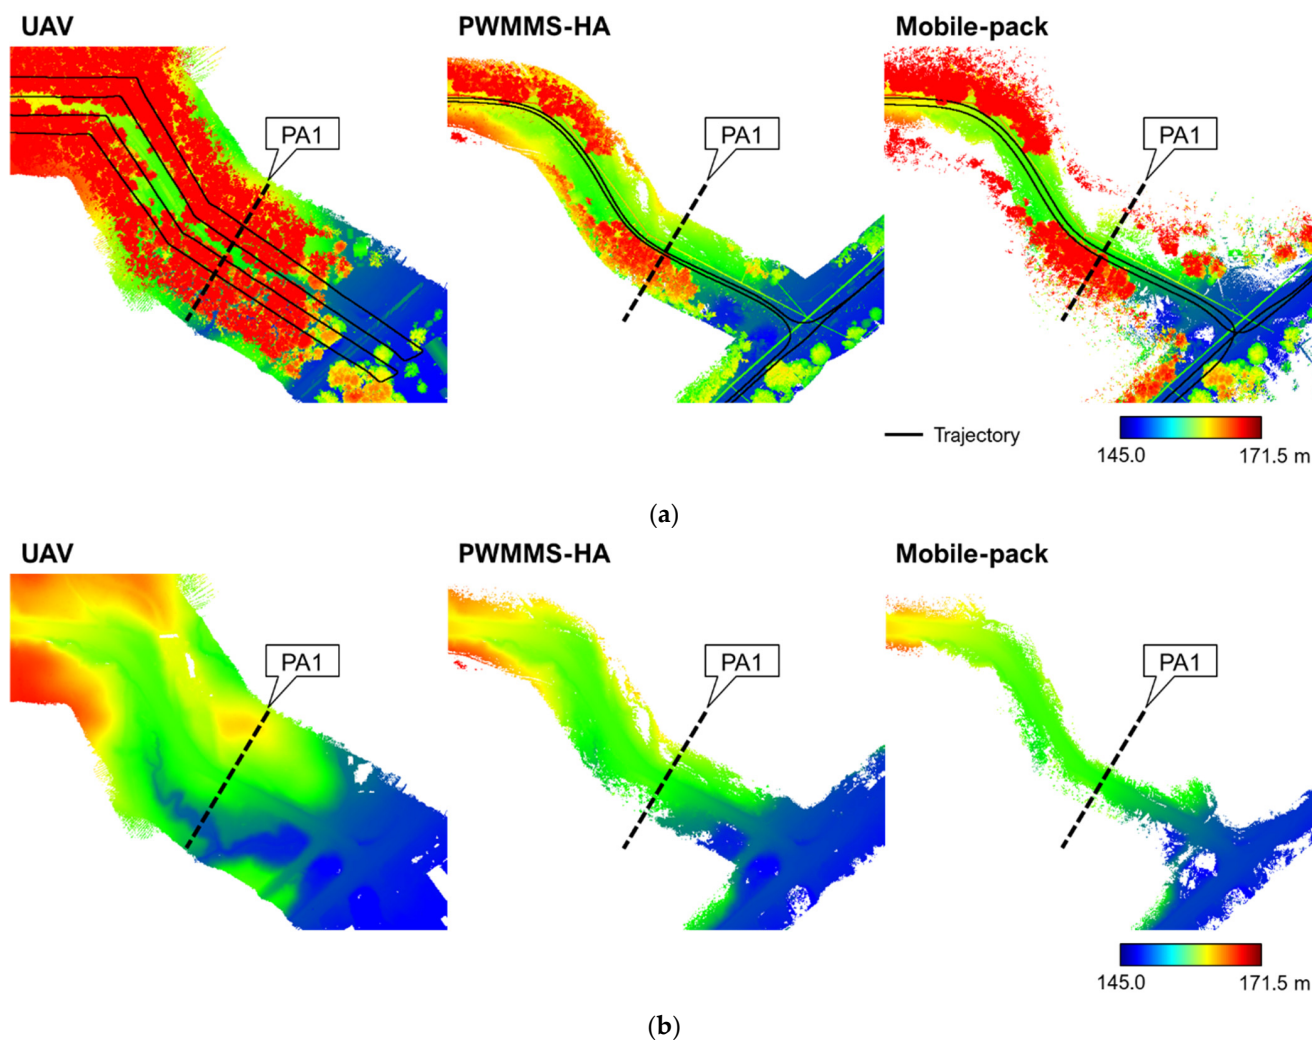 UAV
PWMMS-HA
Mobile-pack
PA1
PA1
PA1
Trajectory
145.0
171.5 m
(a)
UAV
PWMMS-HA
Mobile-pack
PA1
PA1
PA1
145.0
171.5 m
(b)